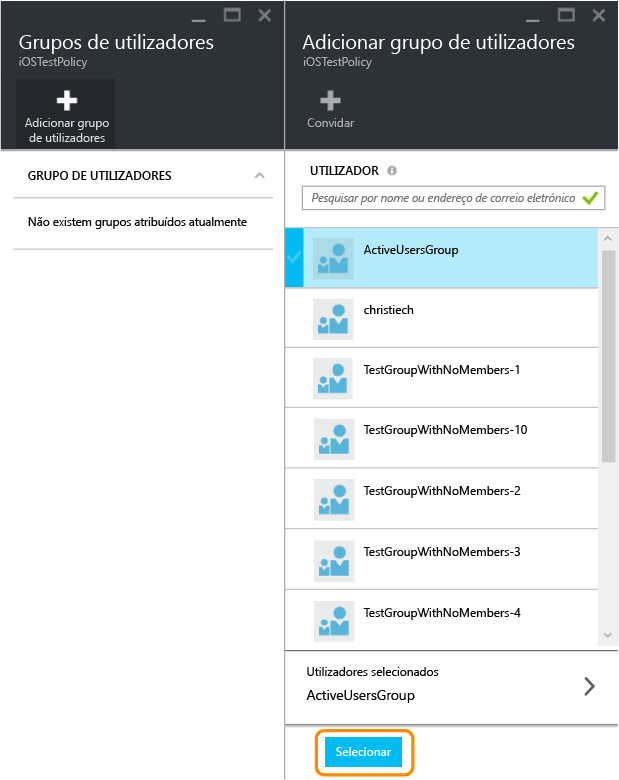 Grupos de utilizadores
iOSTestPolicy
Adicionar grupo
de utilizadores
GRUPO DE UTILIZADORES
Não existem grupos atribuídos atualmente
Adicionar grupo de utilizadores
iOSTestPolicy
Convidar
UTILIZADOR
Pesquisar por nome ou endereço de correio eletrónico
ActiveUsersGroup
christiech
TestGroupWithNoMembers-1
TestGroupWithNoMembers-10
TestGroupWithNoMembers-2
TestGroupWithNoMembers-3
TestGroupWithNoMembers-4
Utilizadores selecionados
ActiveUsersGroup
Selecionar